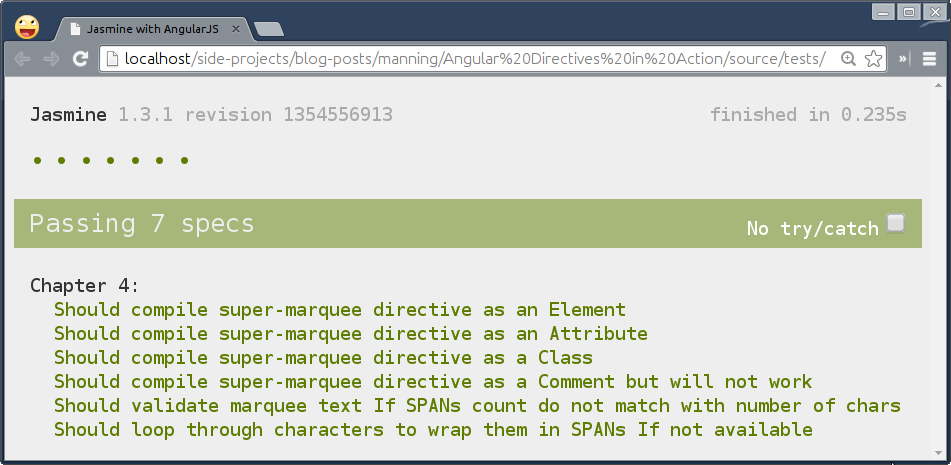 Jasmine with AngularJS
localhost/side-projects/blog-posts/manning/Angular%20Directives%20in%20Action/source/tests/
Jasmine 1.3.1 revision 1354556913 finished in 0.235s
Passing 7 specs No try/catch
Chapter 4:
Should compile super-marquee directive as an Element
Should compile super-marquee directive as an Attribute
Should compile super-marquee directive as a Class
Should compile super-marquee directive as a Comment but will not work
Should validate marquee text If SPANs count do not match with number of chars
Should loop through characters to wrap them in SPANs If not available